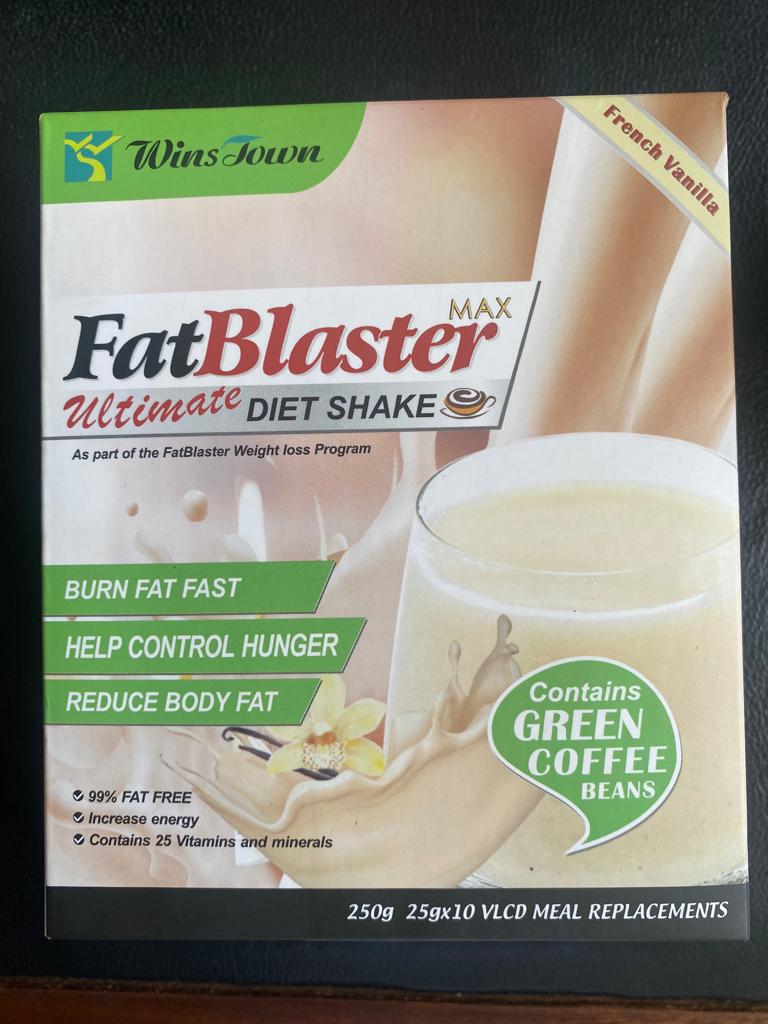 Wins Town
French Vanilla
FatBlaster MAX
Ultimate DIET SHAKE
As part of the FatBlaster Weight loss Program
BURN FAT FAST
HELP CONTROL HUNGER
REDUCE BODY FAT
Contains
GREEN
COFFEE
BEANS
99% FAT FREE
Increase energy
Contains 25 Vitamins and minerals
250g 25gx10 VLCD MEAL REPLACEMENTS